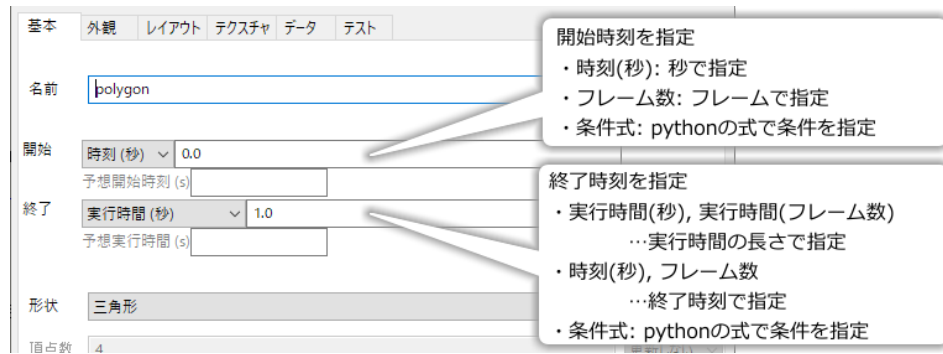 基本 外観 レイアウト テクスチャ データ テスト
名前 polygon
開始 時刻 (秒) 0.0
予想開始時刻 (s)
終了 実行時間 (秒) 1.0
予想実行時間 (s)
形状 三角形
頂点数 4
開始時刻を指定
・時刻(秒): 秒で指定
・フレーム数: フレームで指定
・条件式: pythonの式で条件を指定
終了時刻を指定
・実行時間(秒), 実行時間(フレーム数)
…実行時間の長さで指定
・時刻(秒), フレーム数
…終了時刻で指定
・条件式: pythonの式で条件を指定